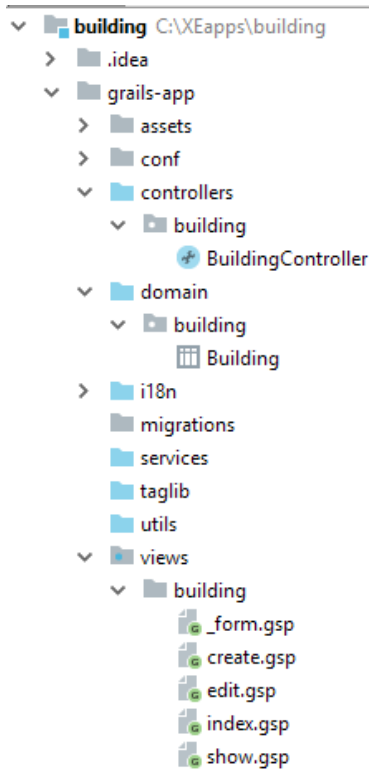 building C:\XEapps\building
.idea
grails-app
assets
conf
controllers
building
BuildingController
domain
building
Building
i18n
migrations
services
taglib
utils
views
building
_form.gsp
create.gsp
edit.gsp
index.gsp
show.gsp